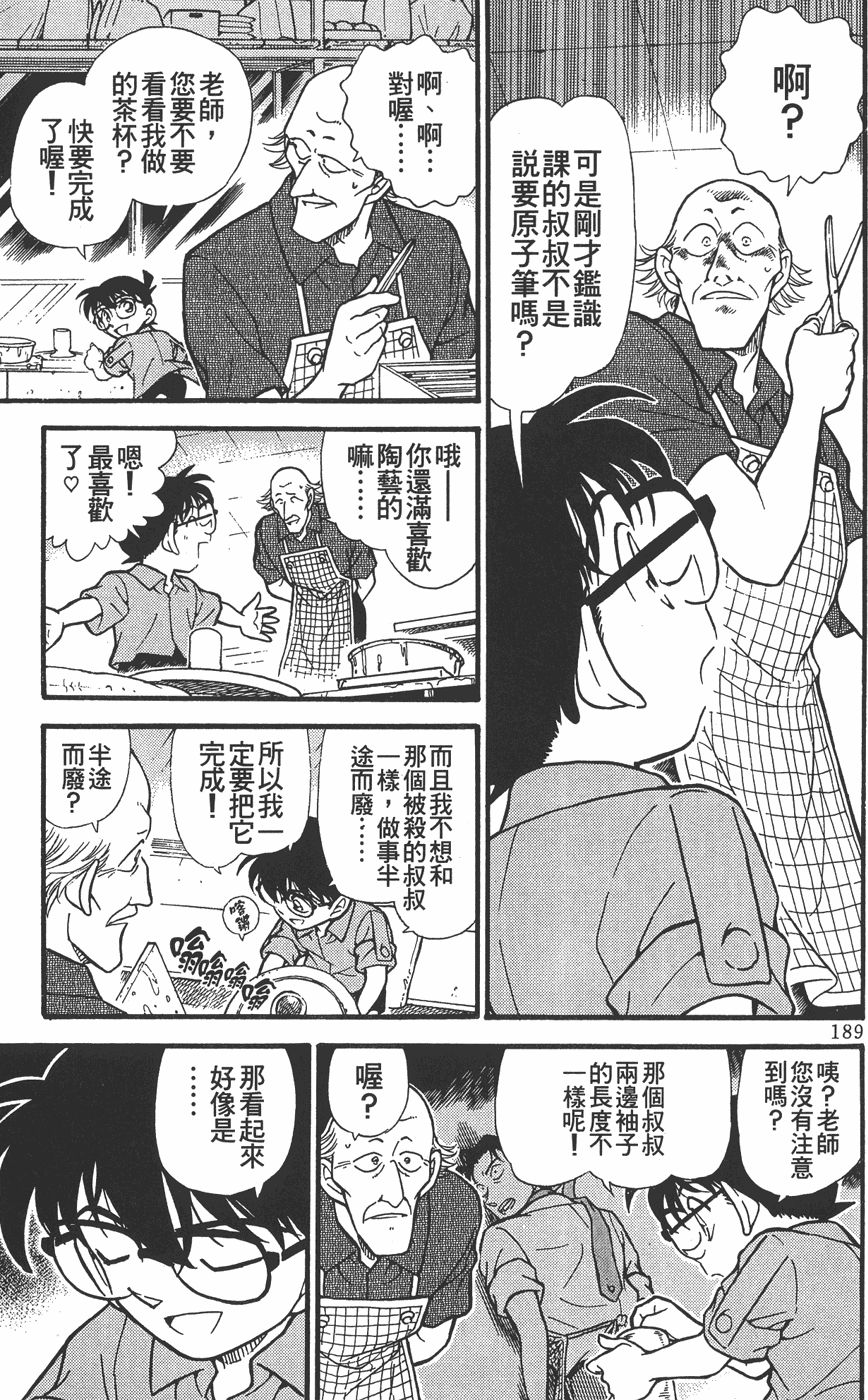 啊?
可是剛才鑑識
課的叔叔不是
說要原子筆嗎?
啊、啊…
對喔……
老師,
您要不要
看看我做
的茶杯?
快要完成
了喔!
哦——
你還滿喜歡
陶藝的
嘛……
嗯!
最喜歡
了♡
而且我不想和
那個被殺的叔叔
一樣,做事半
途而廢……
所以我一
定要把它
完成!
嗡嗡嗡嗡
半途
而廢?
189
咦?老師
您沒有注意
到嗎?
那個叔叔
兩邊袖子
的長度不
一樣呢!
喔?
那看起來
好像是
……